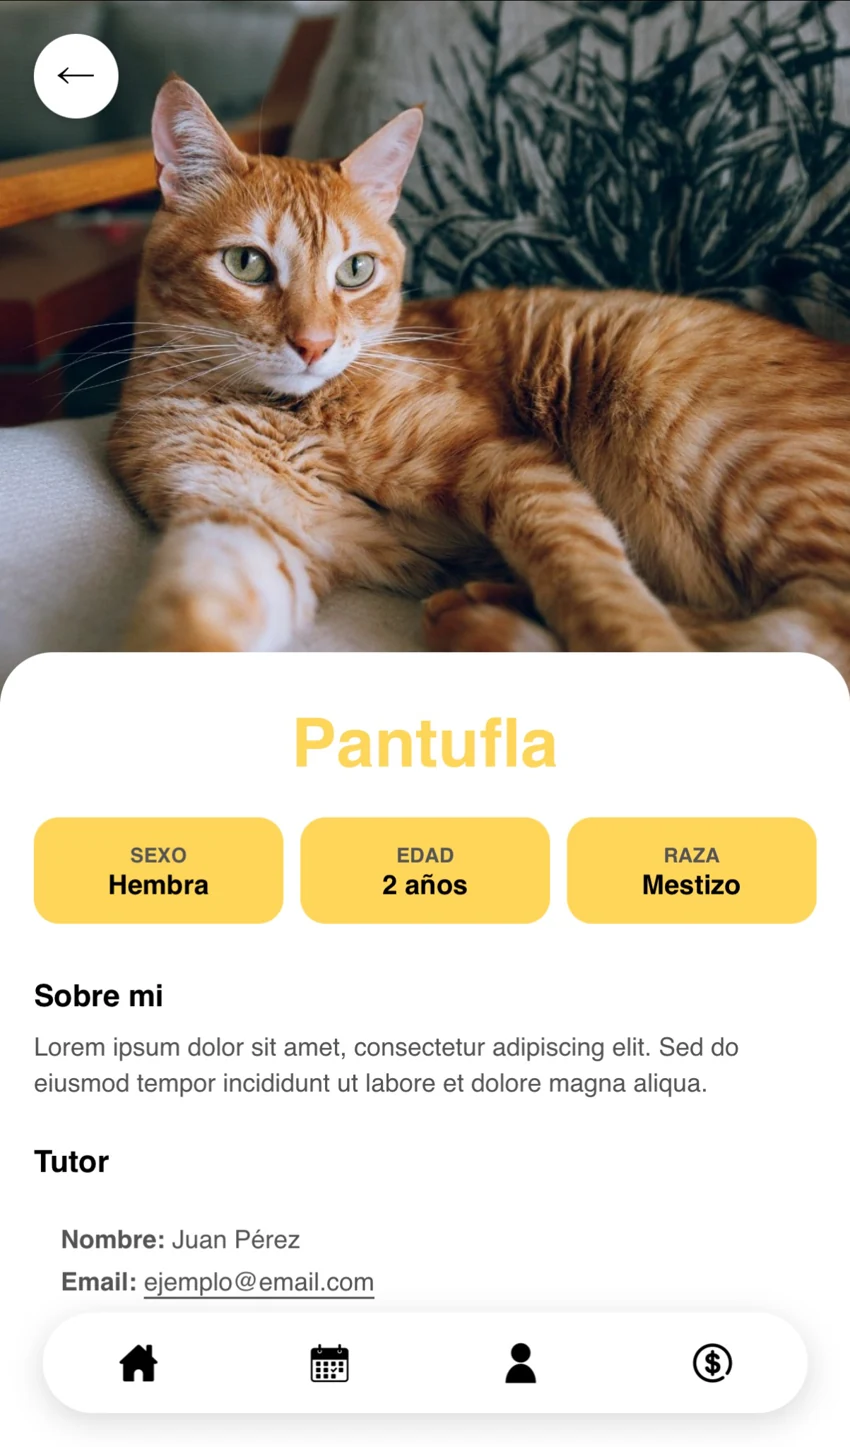 Pantufla
SEXO
Hembra
EDAD
2 años
RAZA
Mestizo
Sobre mi
Lorem ipsum dolor sit amet, consectetur adipiscing elit. Sed do
eiusmod tempor incididunt ut labore et dolore magna aliqua.
Tutor
Nombre: Juan Pérez
Email: ejemplo@email.com
$